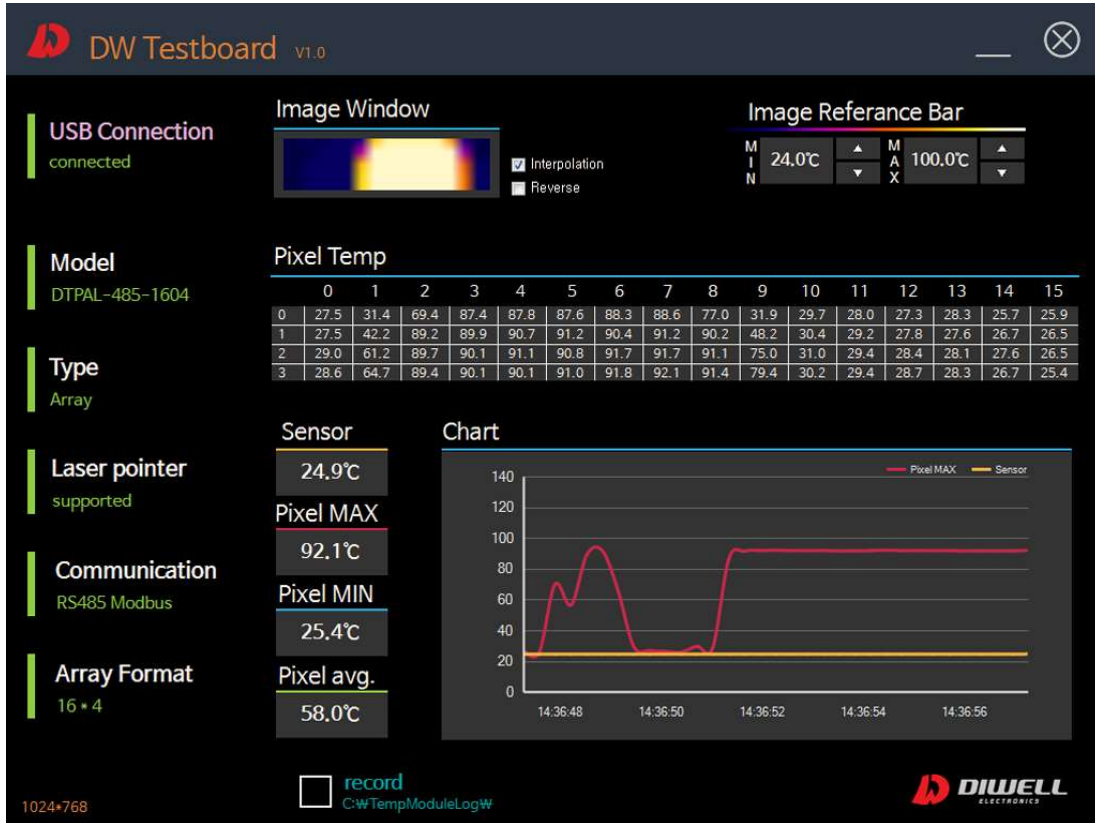 DW Testboard V1.0
USB Connection
connected
Model
DTPAL-485-1604
Type
Array
Laser pointer
supported
Communication
RS485 Modbus
Array Format
16 * 4
1024*768
Image Window
Interpolation
Reverse
Image Referance Bar
MIN 24.0℃ ▲ ▼ MAX 100.0℃ ▲ ▼
Pixel Temp
0 1 2 3 4 5 6 7 8 9 10 11 12 13 14 15
0 27.5 31.4 69.4 87.4 87.8 87.6 88.3 88.6 77.0 31.9 29.7 28.0 27.3 28.3 25.7 25.9
1 27.5 42.2 89.2 89.9 90.7 91.2 90.4 91.2 90.2 48.2 30.4 29.2 27.8 27.6 26.7 26.5
2 29.0 61.2 89.7 90.1 91.1 90.8 91.7 91.7 91.1 75.0 31.0 29.4 28.4 28.1 27.6 26.5
3 28.6 64.7 89.4 90.1 90.1 91.0 91.8 92.1 91.4 79.4 30.2 29.4 28.7 28.3 26.7 25.4
Sensor
24.9℃
Pixel MAX
92.1℃
Pixel MIN
25.4℃
Pixel avg.
58.0℃
Chart
Pixel MAX Sensor
140
120
100
80
60
40
20
0
14:36:48 14:36:50 14:36:52 14:36:54 14:36:56
record
C:₩TempModuleLog₩
DIWELL
ELECTRONICS